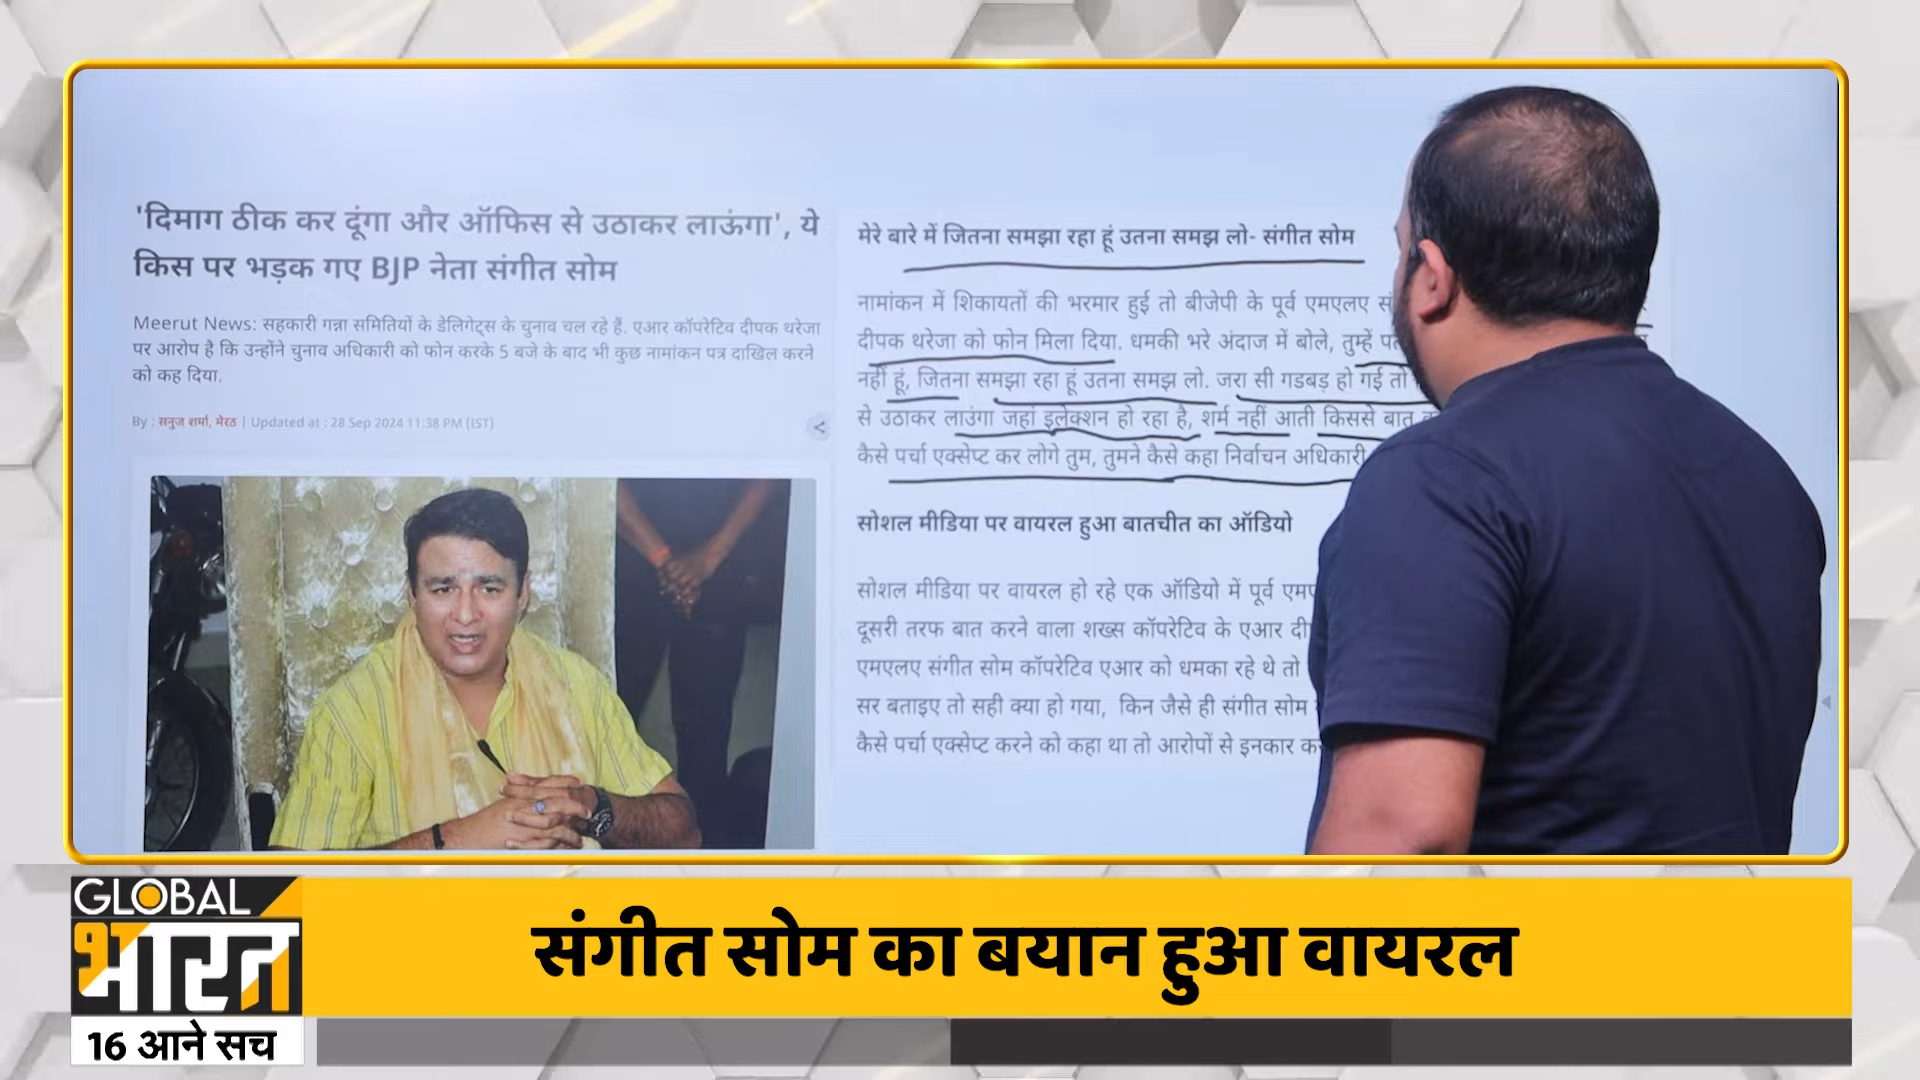 'दिमाग ठीक कर दूंगा और ऑफिस से उठाकर लाऊंगा', ये
किस पर भड़क गए BJP नेता संगीत सोम
Meerut News: सहकारी गन्ना समितियों के डेलिगेट्स के चुनाव चल रहे हैं. एआर कॉपरेटिव दीपक थरेजा
पर आरोप है कि उन्होंने चुनाव अधिकारी को फोन करके 5 बजे के बाद भी कुछ नामांकन पत्र दाखिल करने
को कह दिया.
By : सनुज शर्मा, मेरठ | Updated at : 28 Sep 2024 11:38 PM (IST)
मेरे बारे में जितना समझा रहा हूं उतना समझ लो- संगीत सोम
नामांकन में शिकायतों की भरमार हुई तो बीजेपी के पूर्व एमएलए
दीपक थरेजा को फोन मिला दिया. धमकी भरे अंदाज में बोले, तुम्हें
नहीं हूं, जितना समझा रहा हूं उतना समझ लो. जरा सी गडबड़ हो गई तो
से उठाकर लाउंगा जहां इलेक्शन हो रहा है, शर्म नहीं आती किससे बात
कैसे पर्चा एक्सेप्ट कर लोगे तुम, तुमने कैसे कहा निर्वाचन अधिकारी
सोशल मीडिया पर वायरल हुआ बातचीत का ऑडियो
सोशल मीडिया पर वायरल हो रहे एक ऑडियो में पूर्व
दूसरी तरफ बात करने वाला शख्स कॉपरेटिव के एआर
एमएलए संगीत सोम कॉपरेटिव एआर को धमका रहे थे तो
सर बताइए तो सही क्या हो गया, किन जैसे ही संगीत सोम
कैसे पर्चा एक्सेप्ट करने को कहा था तो आरोपों से इनकार
GLOBAL
भारत
16 आने सच
संगीत सोम का बयान हुआ वायरल